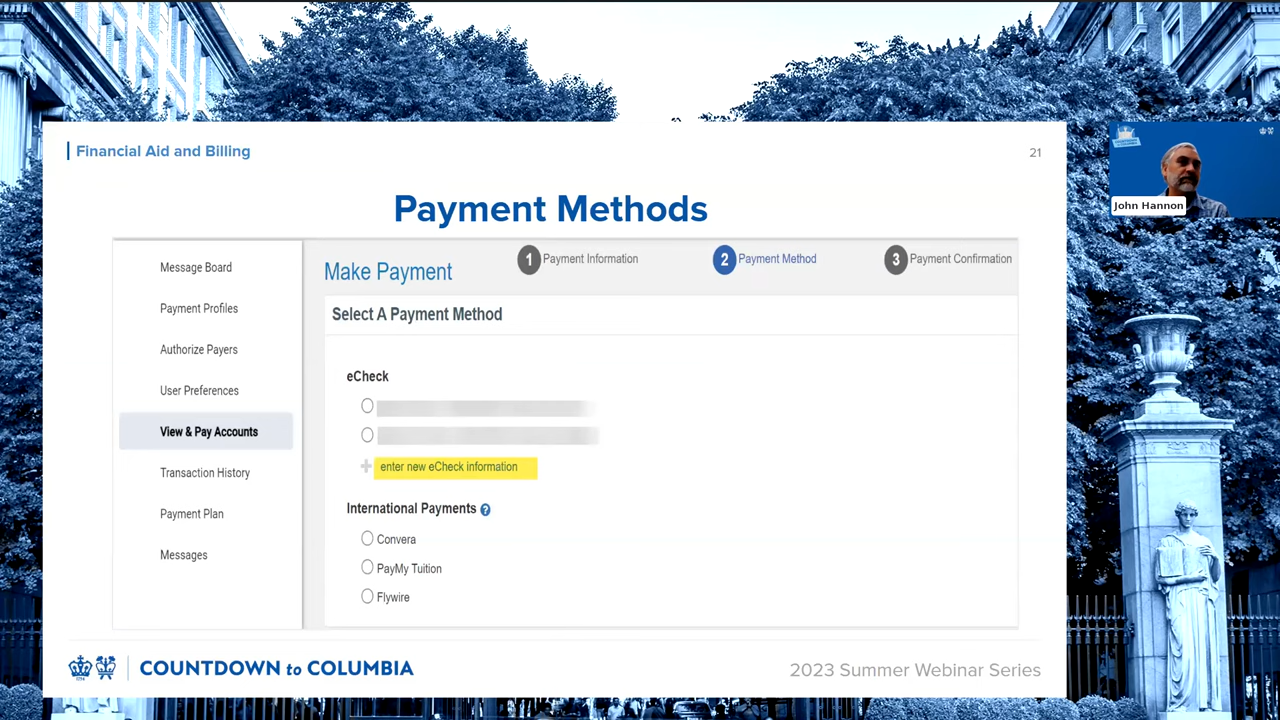 Financial Aid and Billing
21
John Hannon
Payment Methods
Message Board
Payment Profiles
Authorize Payers
User Preferences
View & Pay Accounts
Transaction History
Payment Plan
Messages
Make Payment
1 Payment Information
2 Payment Method
3 Payment Confirmation
Select A Payment Method
eCheck
enter new eCheck information
International Payments ?
Convera
PayMy Tuition
Flywire
COUNTDOWN to COLUMBIA
2023 Summer Webinar Series